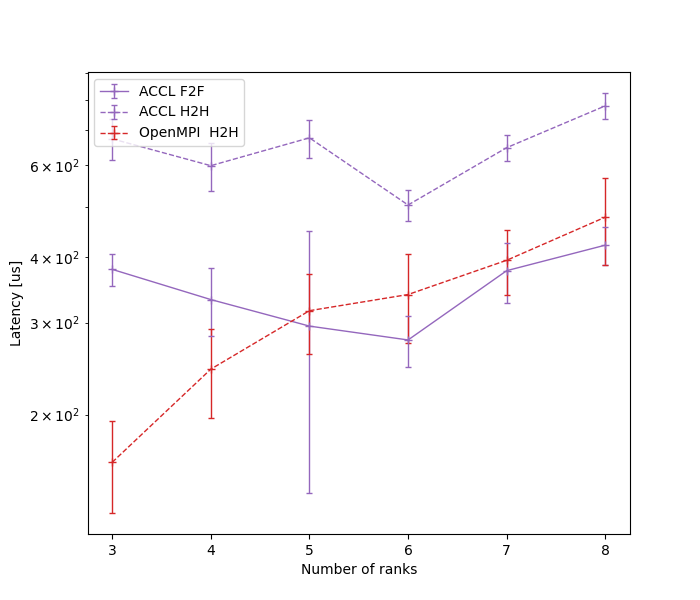 ACCL F2F
ACCL H2H
OpenMPI  H2H
6 × 10²
4 × 10²
3 × 10²
2 × 10²
Latency [us]
3 4 5 6 7 8
Number of ranks